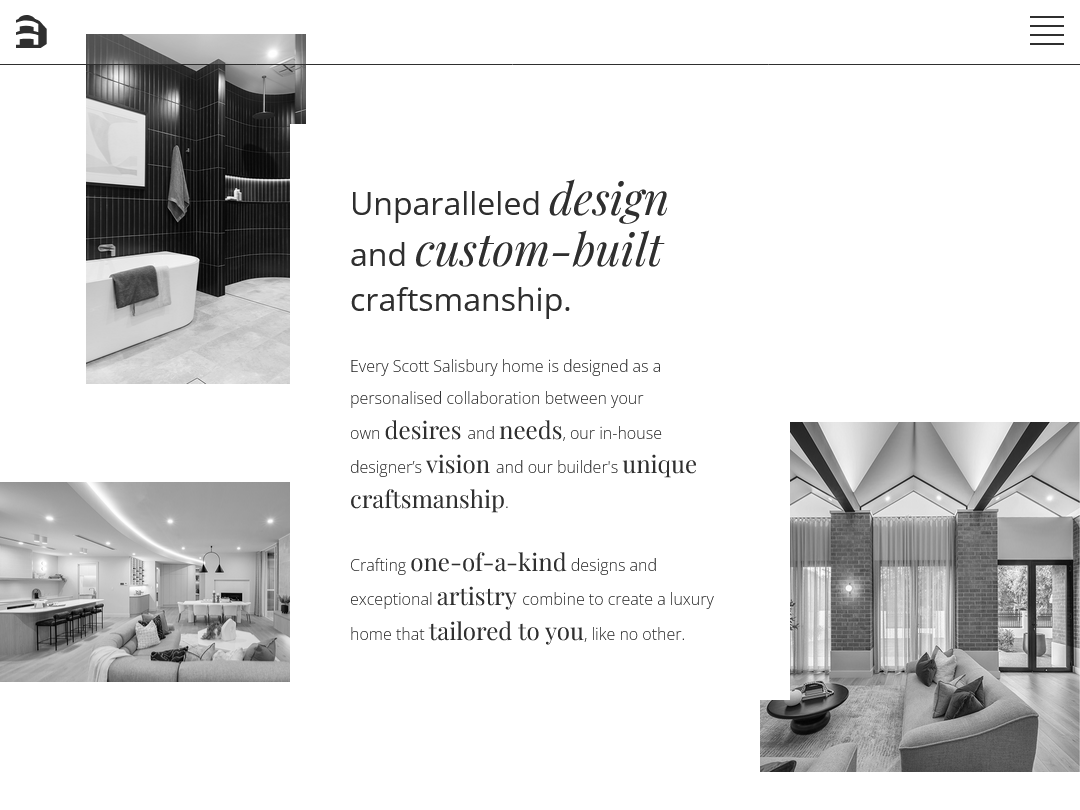 Unparalleled design
and custom-built
craftsmanship.
Every Scott Salisbury home is designed as a
personalised collaboration between your
own desires and needs, our in-house
designer’s vision and our builder's unique
craftsmanship.
Crafting one-of-a-kind designs and
exceptional artistry combine to create a luxury
home that tailored to you, like no other.